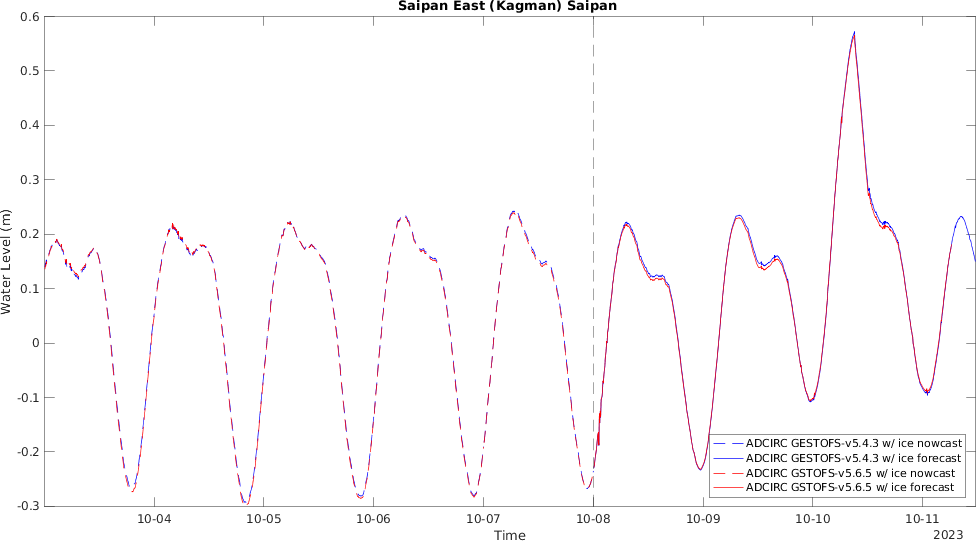 Saipan East (Kagman) Saipan
0.6
0.5
0.4
0.3
0.2
0.1
0
-0.1
-0.2
-0.3
Water Level (m)
ADCIRC GESTOFS-v5.4.3 w/ ice nowcast
ADCIRC GESTOFS-v5.4.3 w/ ice forecast
ADCIRC GSTOFS-v5.6.5 w/ ice nowcast
ADCIRC GSTOFS-v5.6.5 w/ ice forecast
10-04 10-05 10-06 10-07 10-08 10-09 10-10 10-11
Time
2023